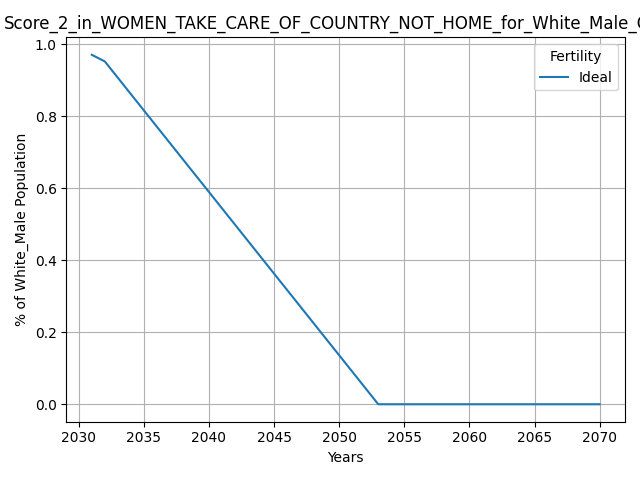 Score_2_in_WOMEN_TAKE_CARE_OF_COUNTRY_NOT_HOME_for_White_Male_
Fertility
Ideal
% of White_Male Population
1.0
0.8
0.6
0.4
0.2
0.0
2030 2035 2040 2045 2050 2055 2060 2065 2070
Years